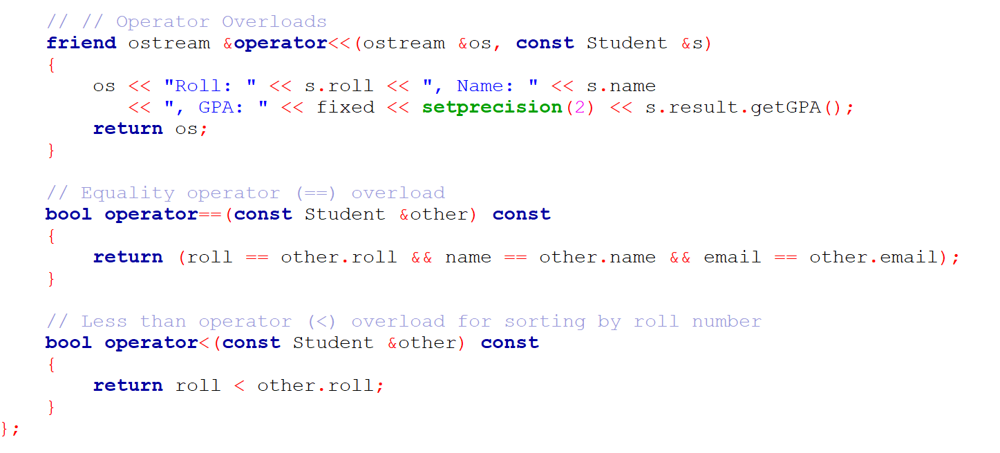 // // Operator Overloads
friend ostream &operator<<(ostream &os, const Student &s)
{
os << "Roll: " << s.roll << ", Name: " << s.name
<< ", GPA: " << fixed << setprecision(2) << s.result.getGPA();
return os;
}
// Equality operator (==) overload
bool operator==(const Student &other) const
{
return (roll == other.roll && name == other.name && email == other.email);
}
// Less than operator (<) overload for sorting by roll number
bool operator<(const Student &other) const
{
return roll < other.roll;
}
};